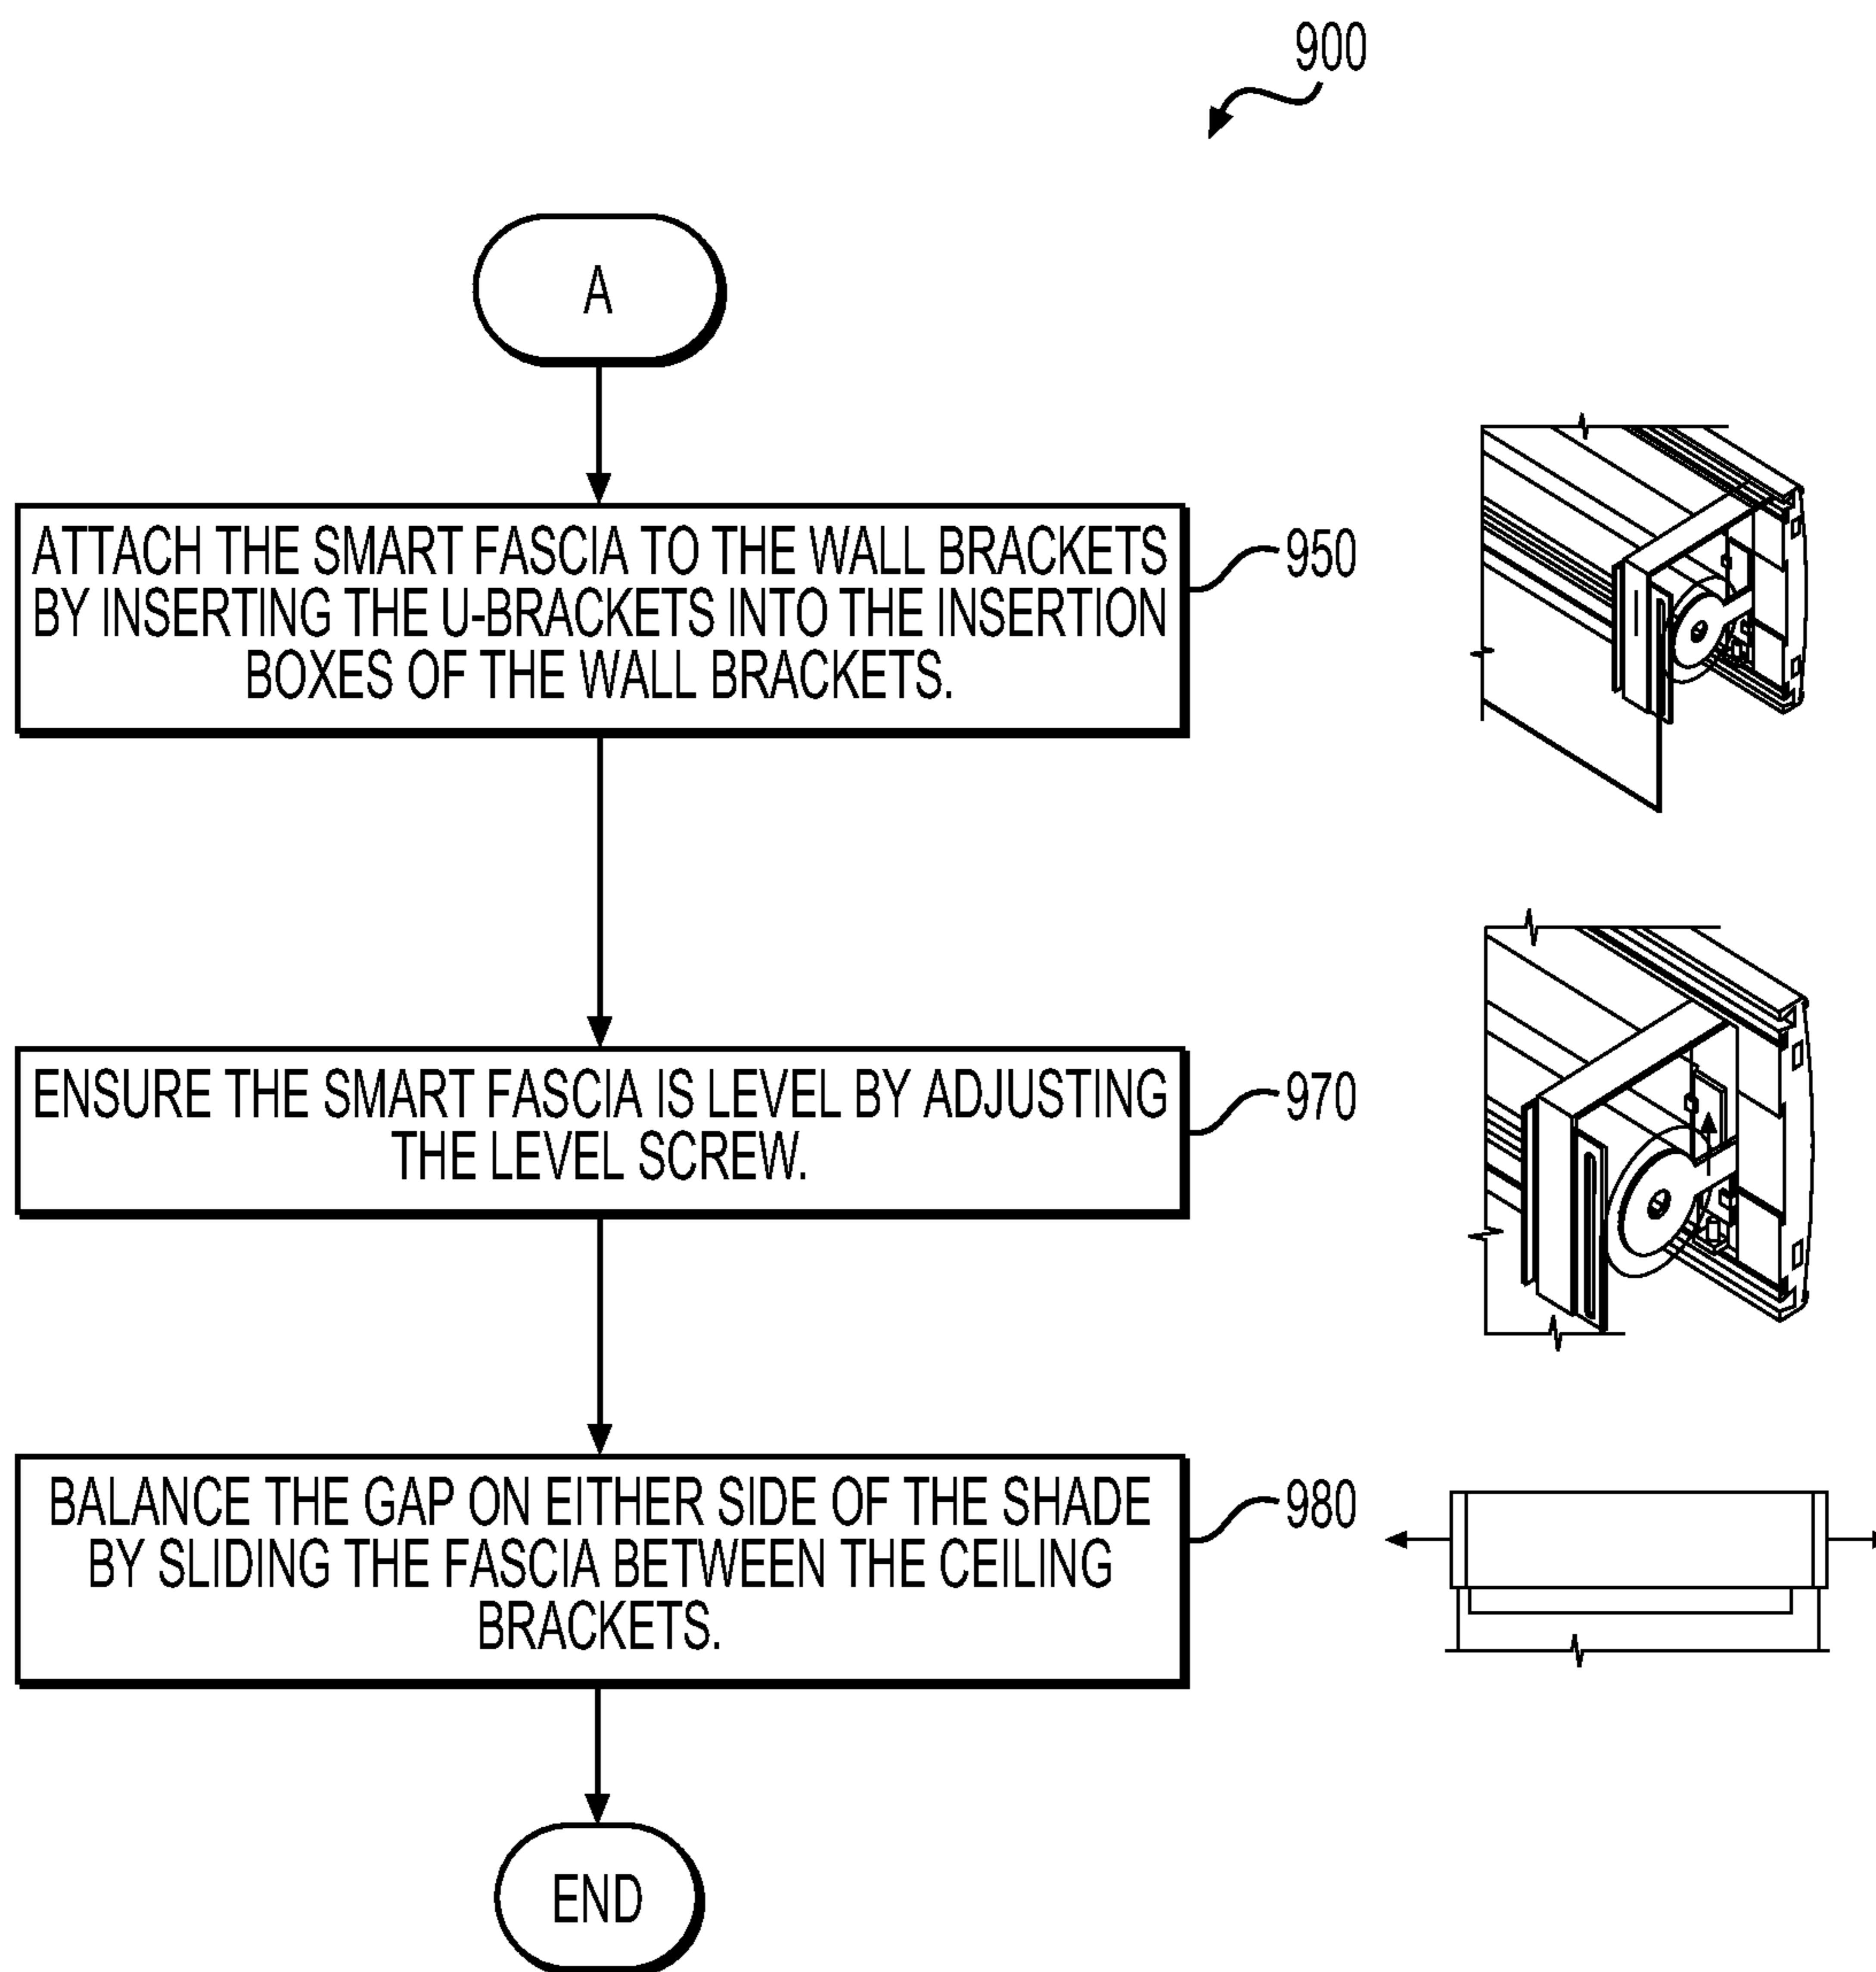 900
A
ATTACH THE SMART FASCIA TO THE WALL BRACKETS
BY INSERTING THE U-BRACKETS INTO THE INSERTION
BOXES OF THE WALL BRACKETS.
950
ENSURE THE SMART FASCIA IS LEVEL BY ADJUSTING
THE LEVEL SCREW.
970
BALANCE THE GAP ON EITHER SIDE OF THE SHADE
BY SLIDING THE FASCIA BETWEEN THE CEILING
BRACKETS.
980
END